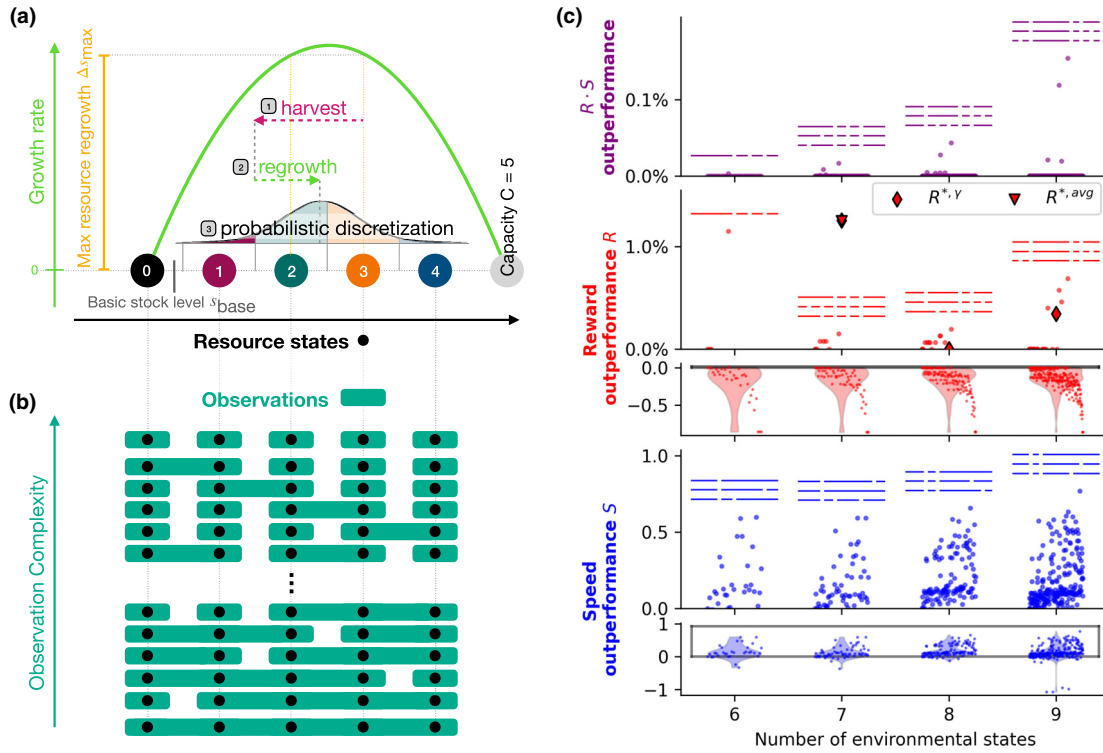 (a)
Growth rate
Max resource regrowth Δsmax
0
1 harvest
2 regrowth
3 probabilistic discretization
Capacity C = 5
0 1 2 3 4
Basic stock level sbase
Resource states
(b)
Observations
Observation Complexity
(c)
R · S
outperformance
0.1%
0.0%
R*,γ R*,avg
Reward
outperformance R
1.0%
0.0%
0.0
−0.5
Speed
outperformance S
1.0
0.5
0.0
1
0
−1
6 7 8 9
Number of environmental states